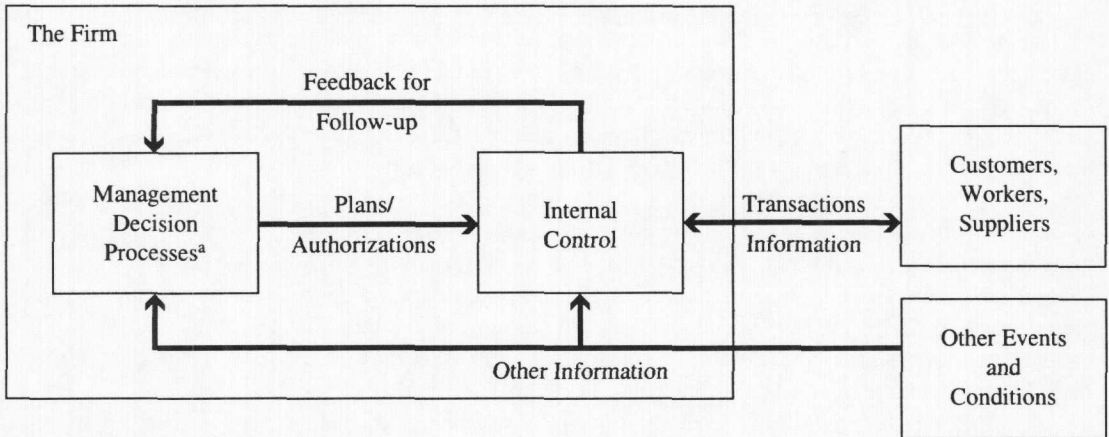 The Firm
Feedback for
Follow-up
Management
Decision
Processesᵃ
Plans/
Authorizations
Internal
Control
Transactions
Information
Customers,
Workers,
Suppliers
Other Information
Other Events
and
Conditions